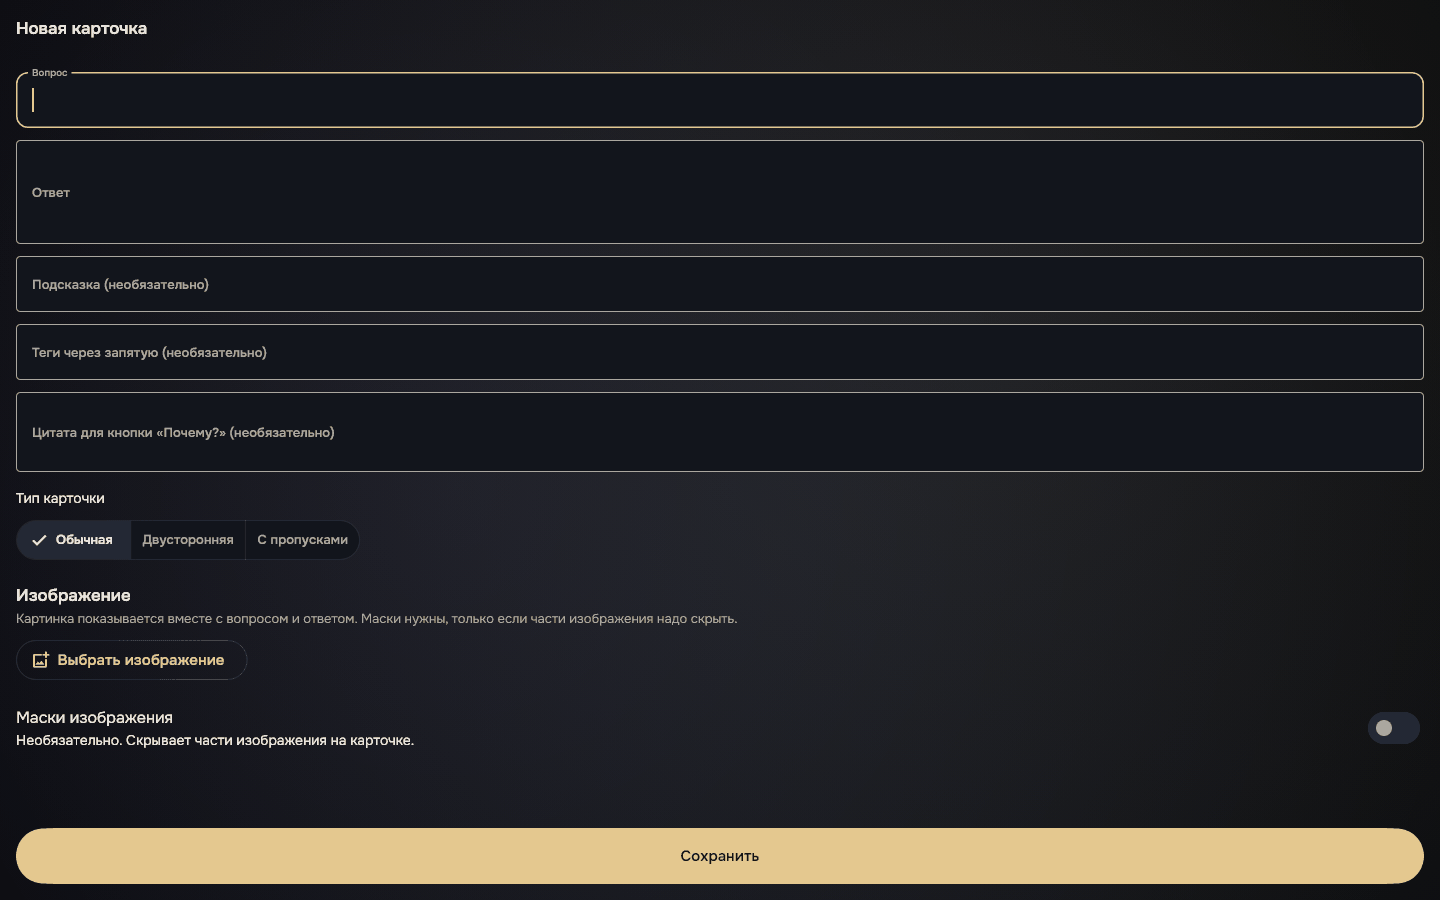 Новая карточка
Вопрос
Ответ
Подсказка (необязательно)
Теги через запятую (необязательно)
Цитата для кнопки «Почему?» (необязательно)
Тип карточки
Обычная Двусторонняя С пропусками
Изображение
Картинка показывается вместе с вопросом и ответом. Маски нужны, только если части изображения надо скрыть.
Выбрать изображение
Маски изображения
Необязательно. Скрывает части изображения на карточке.
Сохранить